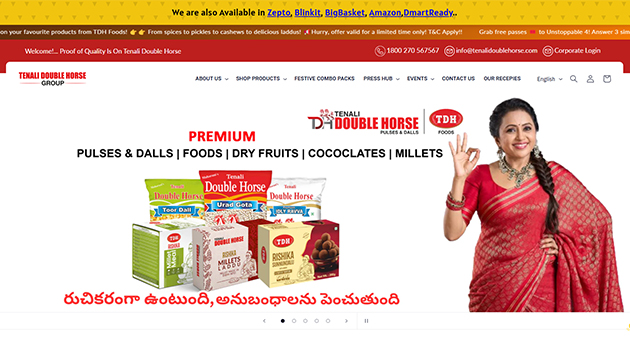 We are also Available in Zepto, Blinkit, BigBasket, Amazon,DmartReady..
on your favourite products from TDH Foods! 👉 👉 From spices to pickles to cashews to delicious laddus! Hurry, offer valid for a limited time only! T&C Apply!! Grab free passes to Unstoppable 4! Answer 3 sim
Welcome!... Proof of Quality Is On Tenali Double Horse
1800 270 567567
info@tenalidoublehorse.com
Corporate Login
TENALI DOUBLE HORSE
GROUP
ABOUT US SHOP PRODUCTS FESTIVE COMBO PACKS PRESS HUB EVENTS CONTACT US OUR RECEPIES
English
TENALI
DOUBLE HORSE
PULSES & DALLS
TDH
FOODS
PREMIUM
PULSES & DALLS | FOODS | DRY FRUITS | COCOCLATES | MILLETS
Tenali
Double Horse
Toor Dall
Tenali
Double Horse
Urad Gota
Double Horse
IDLY RAVVA
TDH
Millet
DOUBLE HORSE
RISHIKA
MILLETS
LADDU
TDH
RISHIKA
SUNNUNDALU
రుచికరంగా ఉంటుంది, అనుబంధాలను పెంచుతుంది